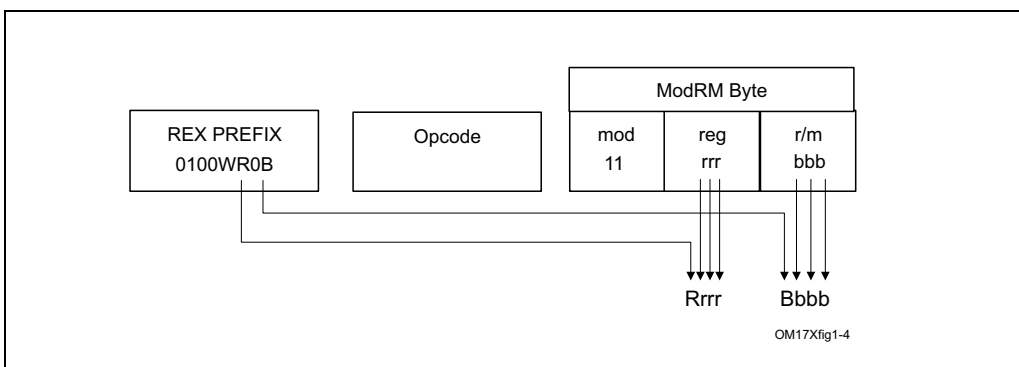 ModRM Byte
REX PREFIX
0100WR0B
Opcode
mod
11
reg
rrr
r/m
bbb
Rrrr
Bbbb
OM17Xfig1-4